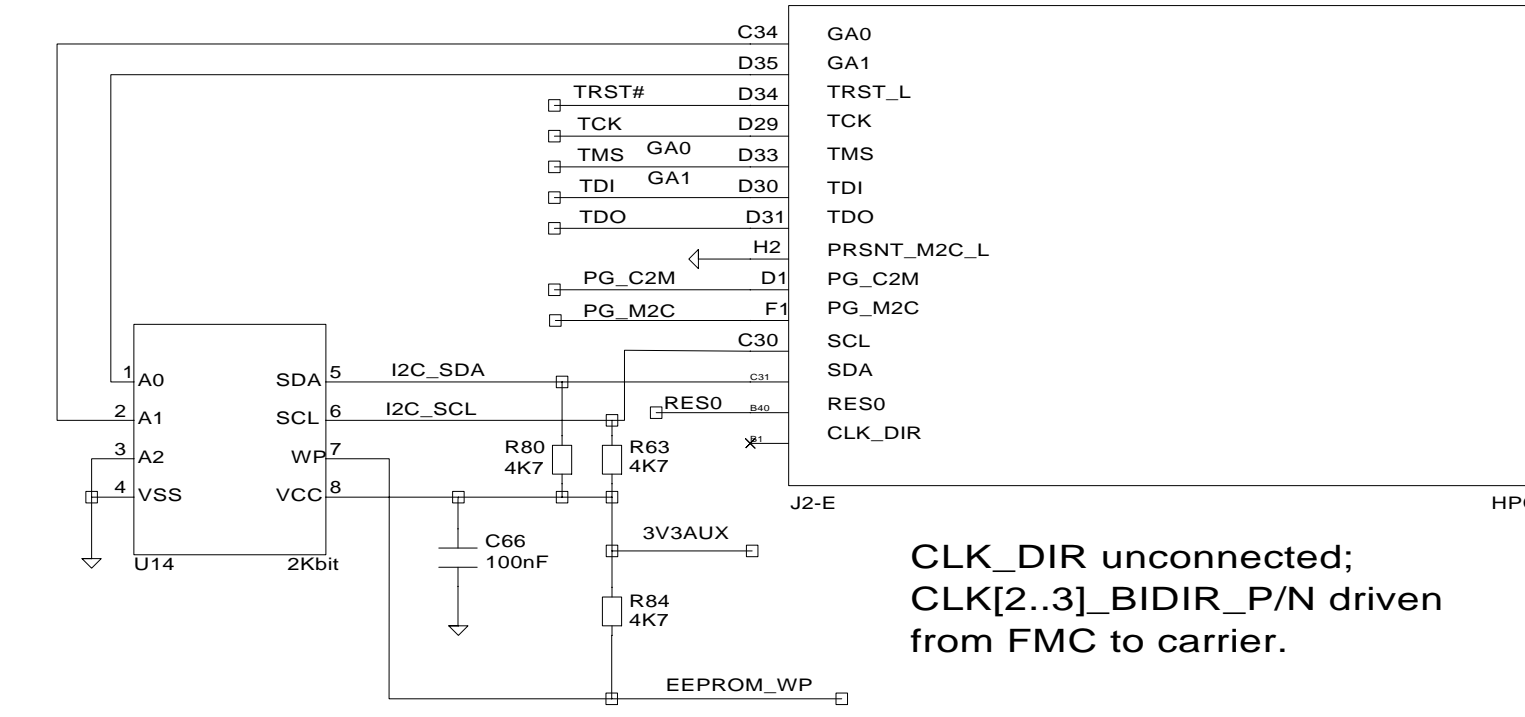 C34 GA0
D35 GA1
TRST# D34 TRST_L
TCK D29 TCK
TMS GA0 D33 TMS
TDI GA1 D30 TDI
TDO D31 TDO
H2 PRSNT_M2C_L
PG_C2M D1 PG_C2M
PG_M2C F1 PG_M2C
C30 SCL
1 A0 SDA 5 I2C_SDA C31 SDA
2 A1 SCL 6 I2C_SCL RES0 B40 RES0
B1 CLK_DIR
3 A2 WP 7 R80 R63
4K7 4K7
4 VSS VCC 8
J2-E
3V3AUX
C66
100nF
U14 2Kbit
R84
4K7
EEPROM_WP
CLK_DIR unconnected;
CLK[2..3]_BIDIR_P/N driven
from FMC to carrier.